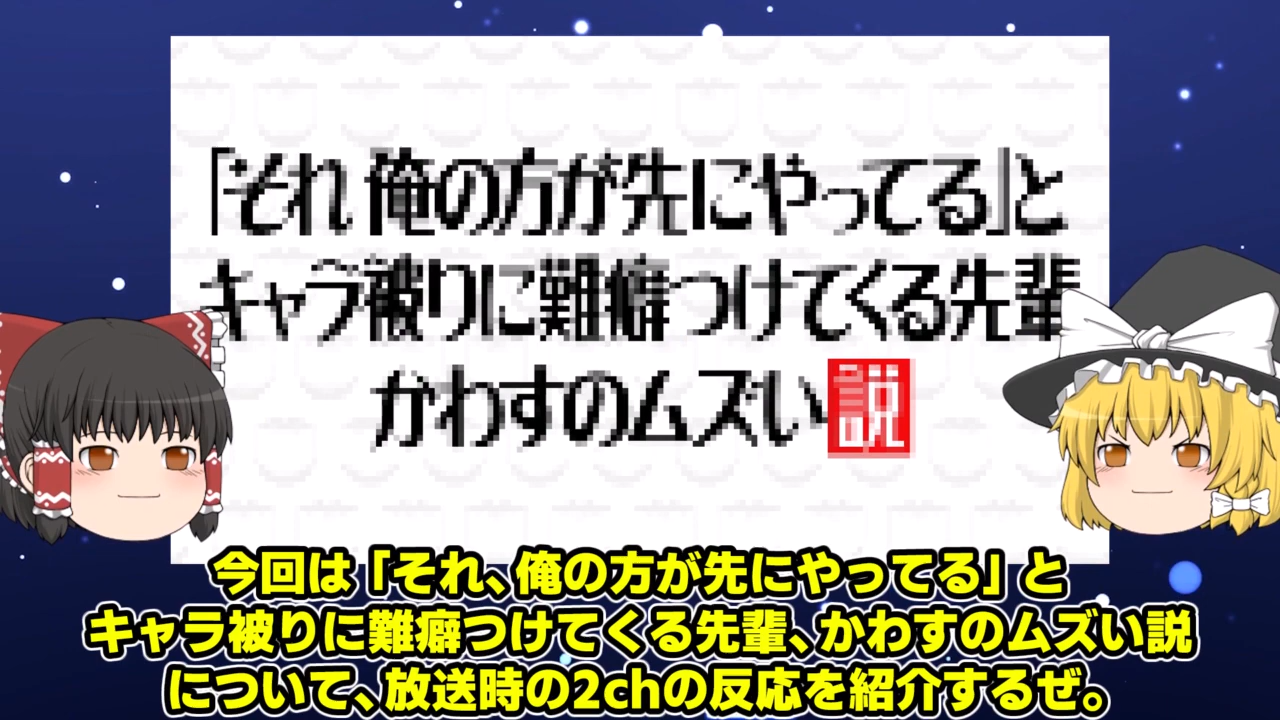 「それ 俺の方が先にやってる」と
キャラ被りに難癖つけてくる先輩
かわすのムズい説
今回は「それ、俺の方が先にやってる」と
キャラ被りに難癖つけてくる先輩、かわすのムズい説
について、放送時の2chの反応を紹介するぜ。